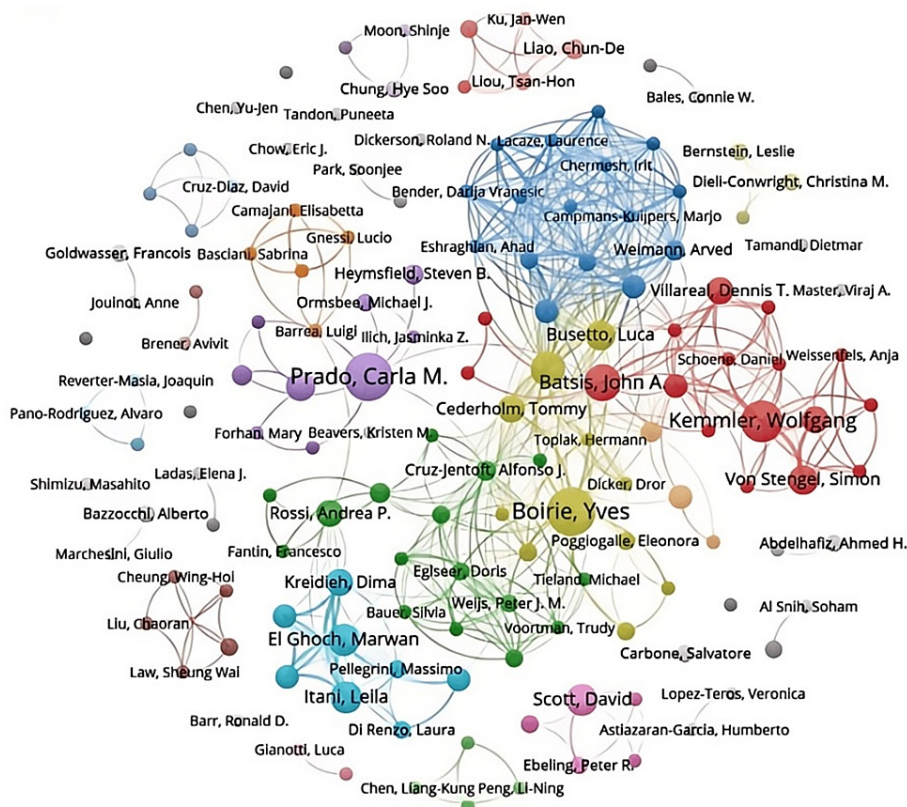 Ku, Jan-Wen
Moon, Shinje
Liao, Chun-De
Liou, Tsan-Hon
Chung, Hye Soo
Bales, Connie W.
Chen, Yu-Jen
Tandon, Puneeta
Dickerson, Roland N.
Lacaze, Laurence
Chow, Eric J.
Bernstein, Leslie
Chermesh, Irit
Park, Soonjee
Cruz-Diaz, David
Bender, Darija Vranesic
Dieli-Conwright, Christina M.
Camajani, Elisabetta
Campmans-Kuijpers, Marjo
Gnessi, Lucio
Goldwasser, Francois
Basciani, Sabrina
Eshraghian, Ahad
Weimann, Arved
Tamandl, Dietmar
Heymsfield, Steven B.
Villareal, Dennis T.
Master, Viraj A.
Jouinot, Anne
Ormsbee, Michael J.
Barrea, Luigi
Ilich, Jasminka Z.
Busetto, Luca
Brener, Avivit
Schoene, Daniel
Weissenfels, Anja
Prado, Carla M.
Batsis, John A.
Reverter-Masla, Joaquin
Cederholm, Tommy
Pano-Rodriguez, Alvaro
Kemmler, Wolfgang
Forhan, Mary
Beavers, Kristen M.
Toplak, Hermann
Cruz-Jentoft, Alfonso J.
Ladas, Elena J.
Von Stengel, Simon
Shimizu, Masahito
Dicker, Dror
Bazzocchi, Alberto
Rossi, Andrea P.
Boirie, Yves
Poggiogalle, Eleonora
Marchesini, Giulio
Fantin, Francesco
Abdelhafiz, Ahmed H.
Cheung, Wing-Hoi
Kreidieh, Dima
Eglseer, Doris
Tieland, Michael
Liu, Chaoran
Bauer, Silvia
Weijs, Peter J. M.
Al Snih, Soham
El Ghoch, Marwan
Voortman, Trudy
Law, Sheung Wai
Pellegrini, Massimo
Carbone, Salvatore
Itani, Leila
Scott, David
Lopez-Teros, Veronica
Barr, Ronald D.
Di Renzo, Laura
Astiazaran-Garcia, Humberto
Gianotti, Luca
Ebeling, Peter R.
Chen, Liang-Kung
Peng, Li-Ning